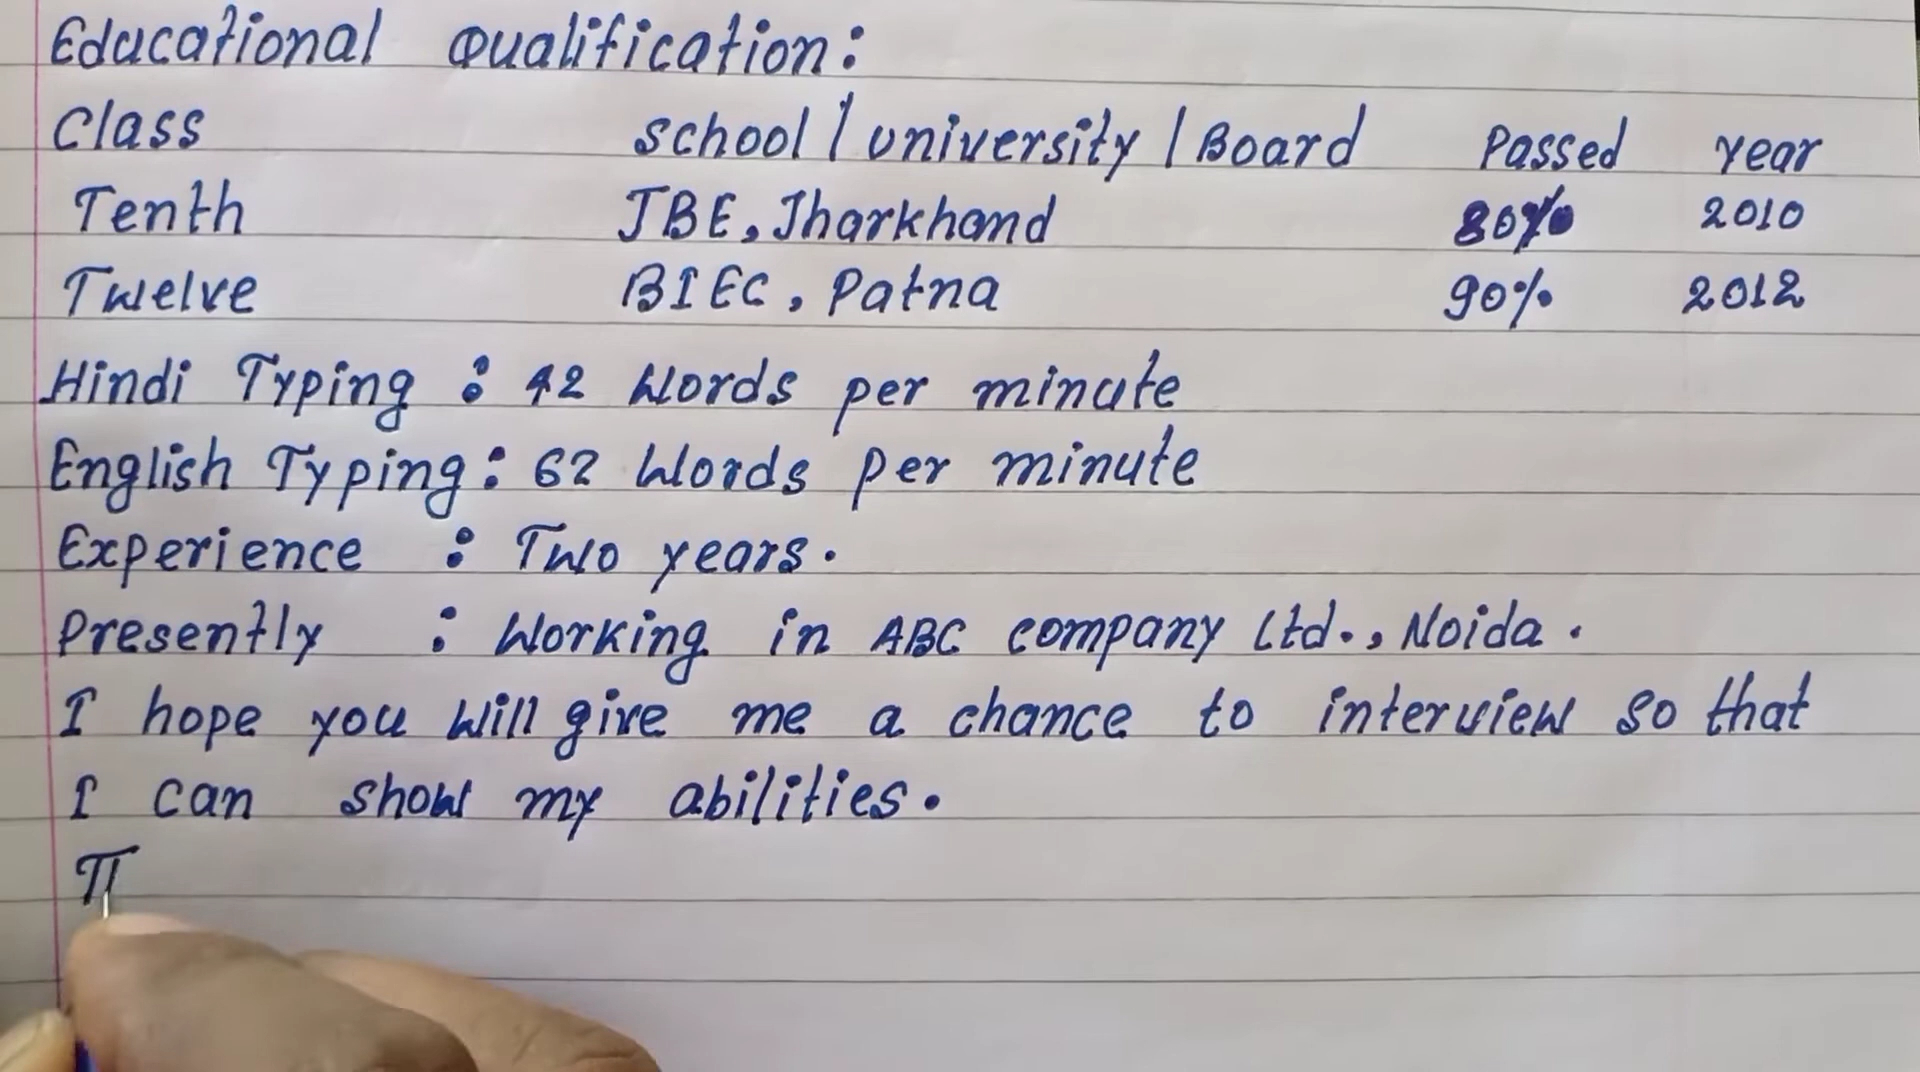 Educational Qualification:
Class School / University / Board Passed Year
Tenth JBE, Jharkhand 80% 2010
Twelve BIEC, Patna 90% 2012
Hindi Typing : 42 Words per minute
English Typing : 62 Words per minute
Experience : Two years.
Presently : Working in ABC company Ltd., Noida.
I hope you will give me a chance to interview so that
I can show my abilities.